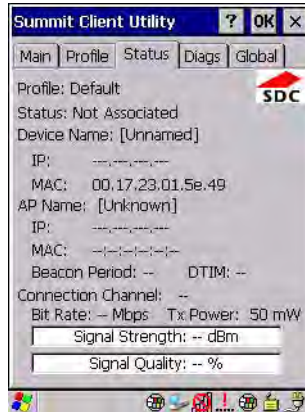 Summit Client Utility ? OK ×
Main Profile Status Diags Global
Profile: Default
SDC
Status: Not Associated
Device Name: [Unnamed]
IP: ---.---.---.---
MAC: 00.17.23.01.5e.49
AP Name: [Unknown]
IP: ---.---.---.---
MAC: --:--:--:--:--:--
Beacon Period: -- DTIM: --
Connection Channel: --
Bit Rate: -- Mbps Tx Power: 50 mW
Signal Strength: -- dBm
Signal Quality: -- %